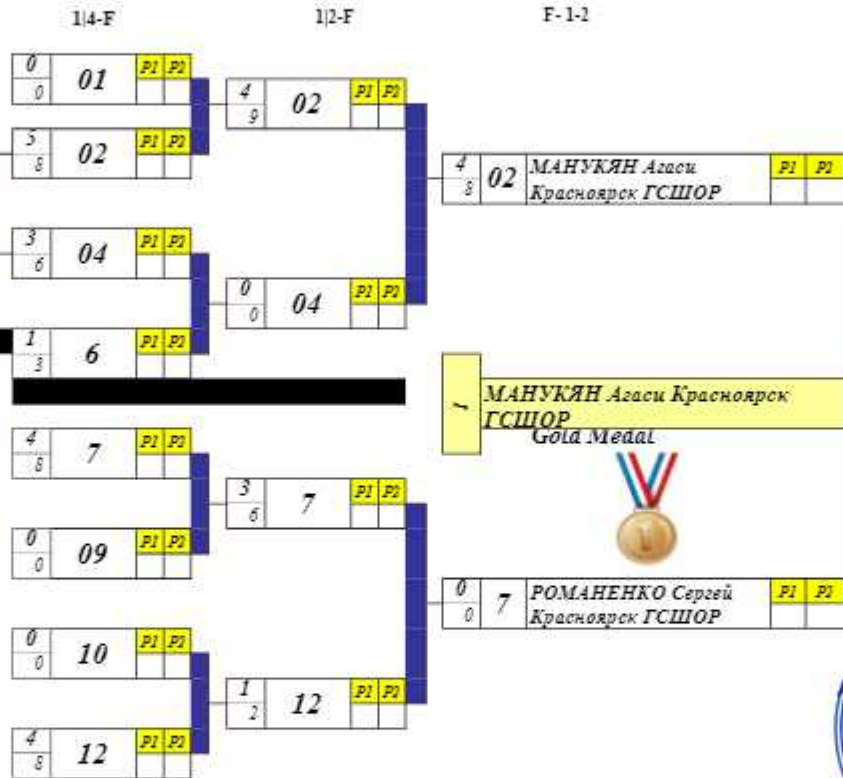 1|4-F 1|2-F F- 1-2
0 0 01 P1 P2
4 9 02 P1 P2
5 8 02 P1 P2
4 8 02 МАНУКЯН Агаси P1 P2
Красноярск ГСШОР
3 6 04 P1 P2
0 0 04 P1 P2
1 3 6 P1 P2
1 МАНУКЯН Агаси Красноярск
ГСШОР
Gold Medal
4 8 7 P1 P2
3 6 7 P1 P2
0 0 09 P1 P2
0 0 7 РОМАНЕНКО Сергей P1 P2
Красноярск ГСШОР
0 0 10 P1 P2
1 2 12 P1 P2
4 8 12 P1 P2